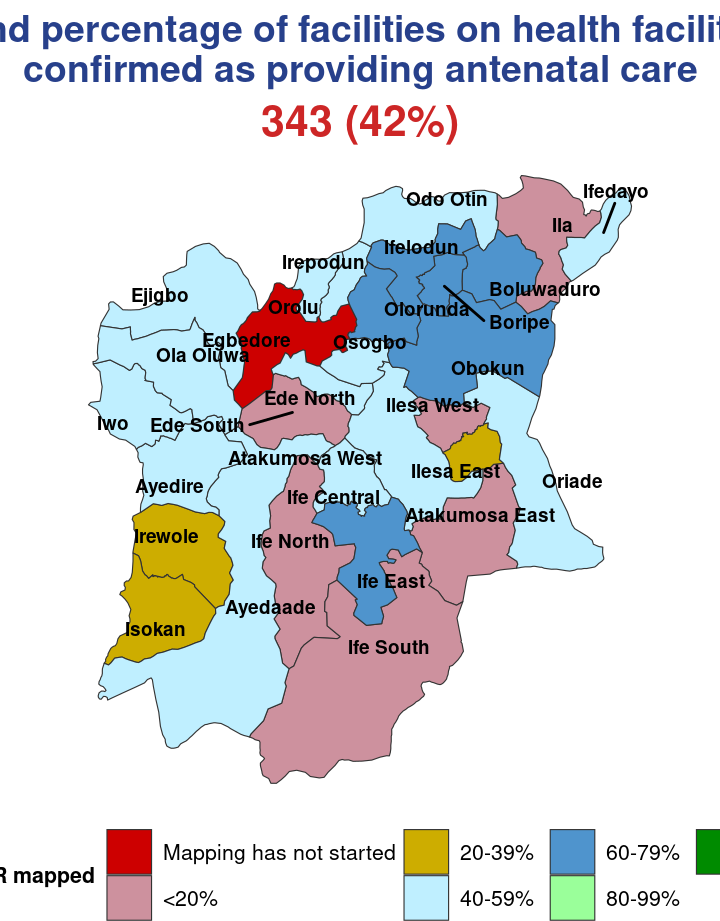 nd percentage of facilities on health facilit
confirmed as providing antenatal care
343 (42%)
Ifedayo
Odo Otin
Ila
Ifelodun
Irepodun
Boluwaduro
Ejigbo
Orolu
Olorunda
Boripe
Egbedore
Osogbo
Ola Oluwa
Obokun
Ede North
Ilesa West
Iwo
Ede South
Atakumosa West
Ilesa East
Oriade
Ayedire
Ife Central
Atakumosa East
Irewole
Ife North
Ife East
Ayedaade
Isokan
Ife South
R mapped
Mapping has not started
<20%
20-39%
40-59%
60-79%
80-99%